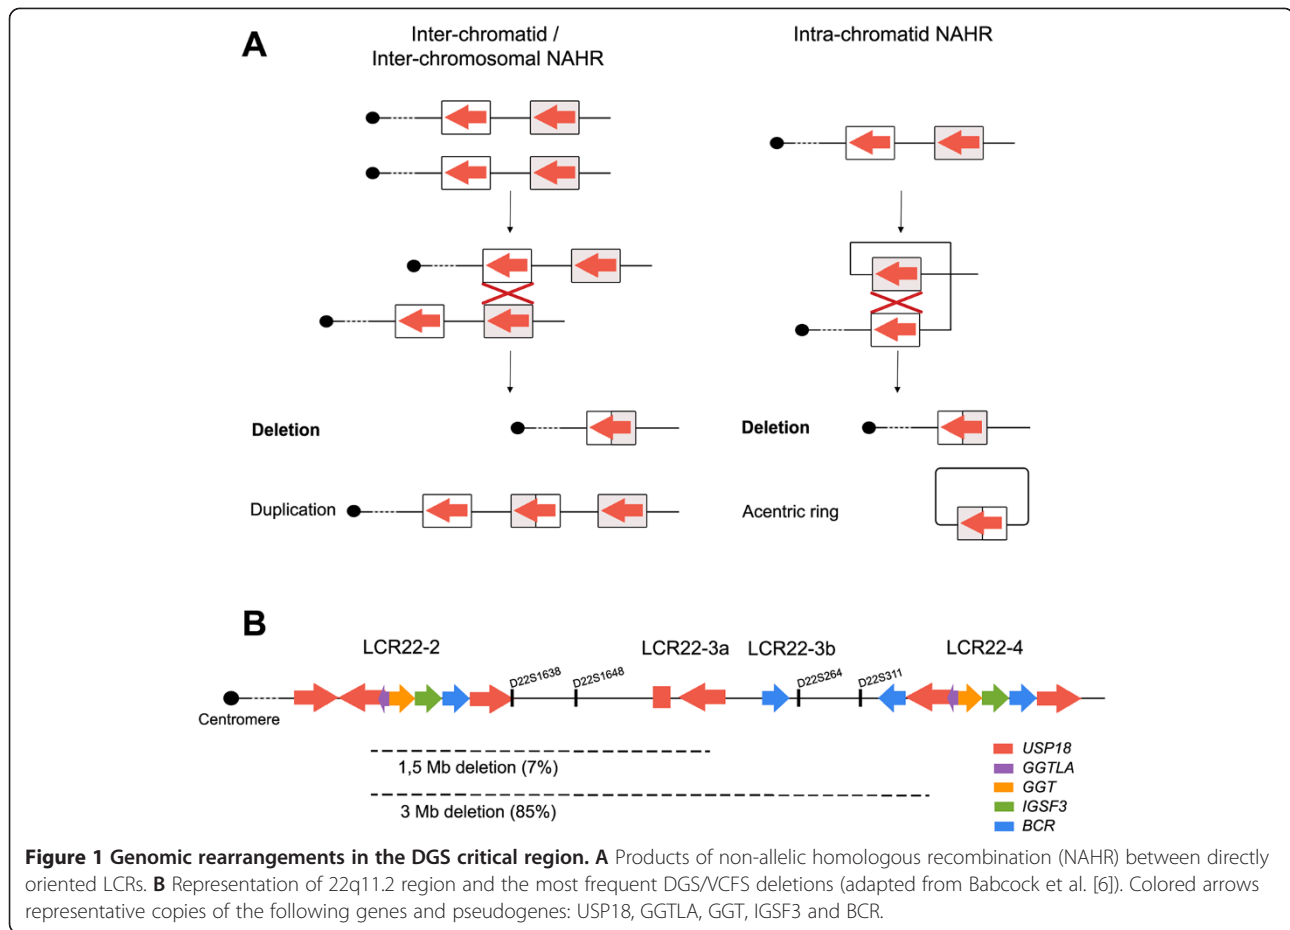 A
Inter-chromatid /
Inter-chromosomal NAHR
Intra-chromatid NAHR
Deletion
Deletion
Duplication
Acentric ring
B
LCR22-2
LCR22-3a
LCR22-3b
LCR22-4
D22S1638
D22S1648
D22S264
D22S311
Centromere
1,5 Mb deletion (7%)
3 Mb deletion (85%)
USP18
GGTLA
GGT
IGSF3
BCR
Figure 1 Genomic rearrangements in the DGS critical region. A Products of non-allelic homologous recombination (NAHR) between directly
oriented LCRs. B Representation of 22q11.2 region and the most frequent DGS/VCFS deletions (adapted from Babcock et al. [6]). Colored arrows
representative copies of the following genes and pseudogenes: USP18, GGTLA, GGT, IGSF3 and BCR.